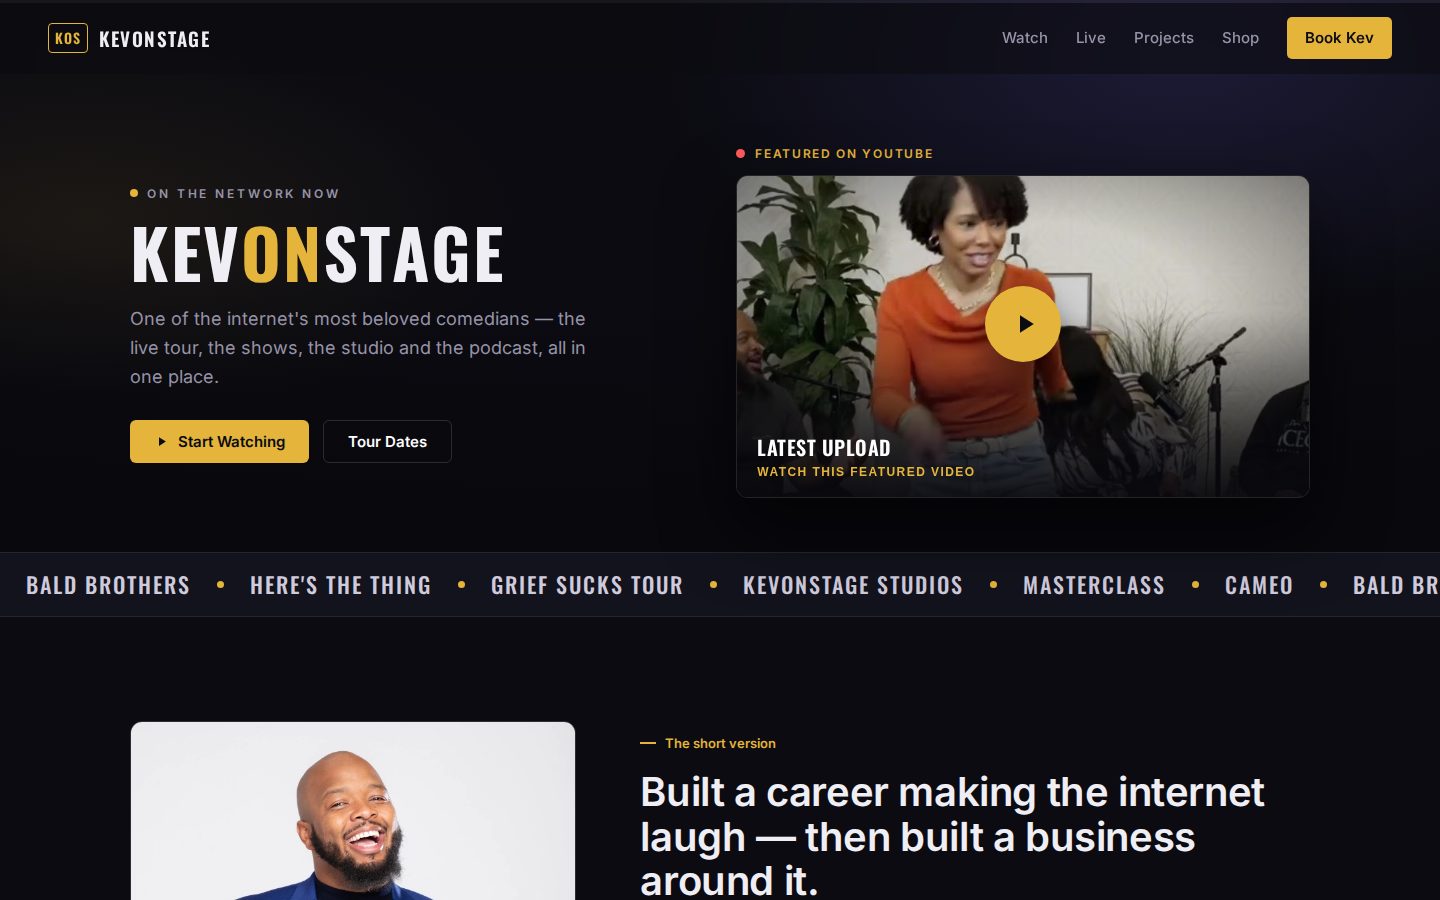 KOS KEVONSTAGE
Watch Live Projects Shop Book Kev
ON THE NETWORK NOW
KEVONSTAGE
One of the internet's most beloved comedians — the
live tour, the shows, the studio and the podcast, all in
one place.
Start Watching Tour Dates
FEATURED ON YOUTUBE
LATEST UPLOAD
WATCH THIS FEATURED VIDEO
BALD BROTHERS • HERE'S THE THING • GRIEF SUCKS TOUR • KEVONSTAGE STUDIOS • MASTERCLASS • CAMEO • BALD BR
— The short version
Built a career making the internet
laugh — then built a business
around it.